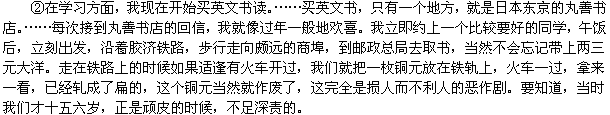 ②在学习方面，我现在开始买英文书读。……买英文书，只有一个地方，就是日本东京的丸善书
店。……每次接到丸善书店的回信，我就像过年一般地欢喜。我立即约上一个比较要好的同学，午饭
后，立刻出发，沿着胶济铁路，步行走向颇远的商埠，到邮政总局去取书，当然不会忘记带上两三
元大洋。走在铁路上的时候如果适逢有火车开过，我们就把一枚铜元放在铁轨上，火车一过，拿来
一看，已经轧成了扁的，这个铜元当然就作废了，这完全是损人而不利人的恶作剧。要知道，当时
我们才十五六岁，正是顽皮的时候，不足深责的。